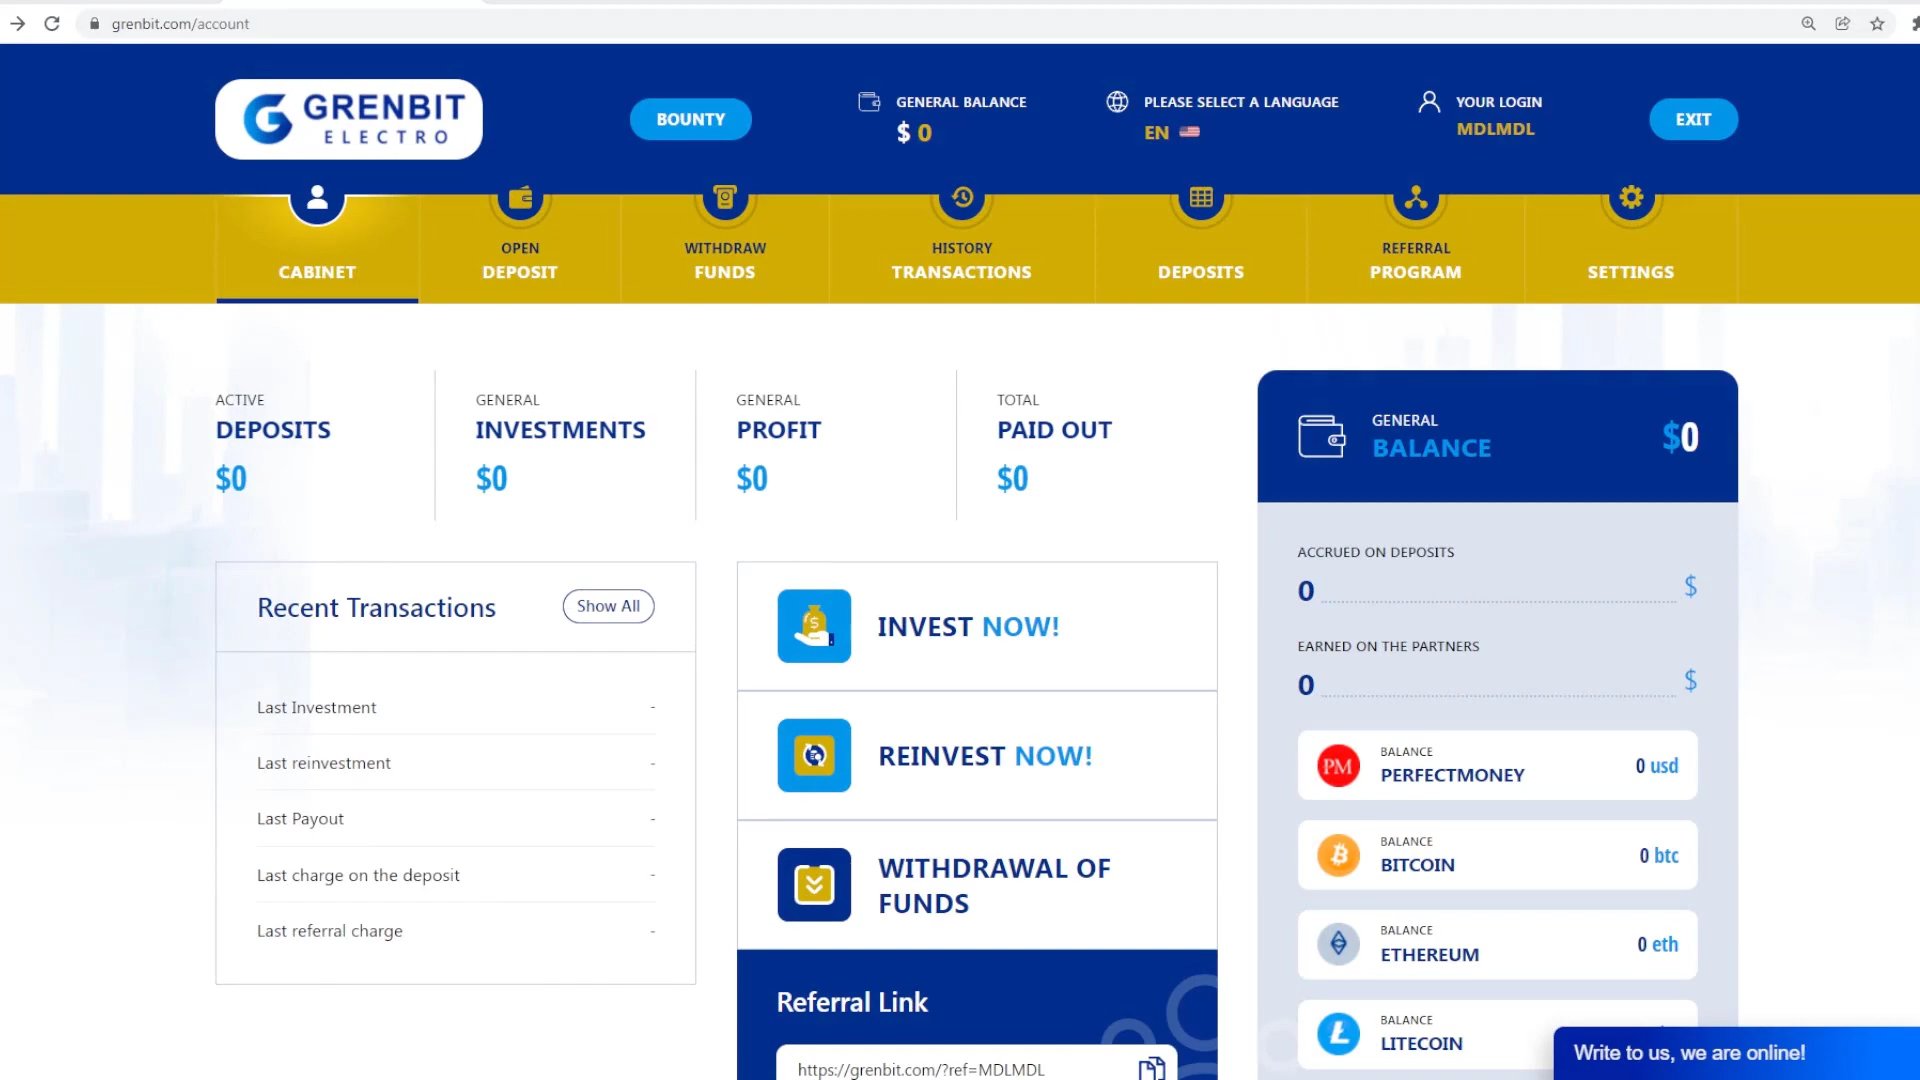 grenbit.com/account
GRENBIT
ELECTRO
BOUNTY
GENERAL BALANCE
$ 0
PLEASE SELECT A LANGUAGE
EN
YOUR LOGIN
MDLMDL
EXIT
CABINET
OPEN
DEPOSIT
WITHDRAW
FUNDS
HISTORY
TRANSACTIONS
DEPOSITS
REFERRAL
PROGRAM
SETTINGS
ACTIVE
DEPOSITS
$0
GENERAL
INVESTMENTS
$0
GENERAL
PROFIT
$0
TOTAL
PAID OUT
$0
GENERAL
BALANCE
$0
Recent Transactions
Show All
Last Investment -
Last reinvestment -
Last Payout -
Last charge on the deposit -
Last referral charge -
INVEST NOW!
REINVEST NOW!
WITHDRAWAL OF
FUNDS
Referral Link
https://grenbit.com/?ref=MDLMDL
ACCRUED ON DEPOSITS
0 $
EARNED ON THE PARTNERS
0 $
PM
BALANCE
PERFECTMONEY
0 usd
BALANCE
BITCOIN
0 btc
BALANCE
ETHEREUM
0 eth
BALANCE
LITECOIN
Write to us, we are online!